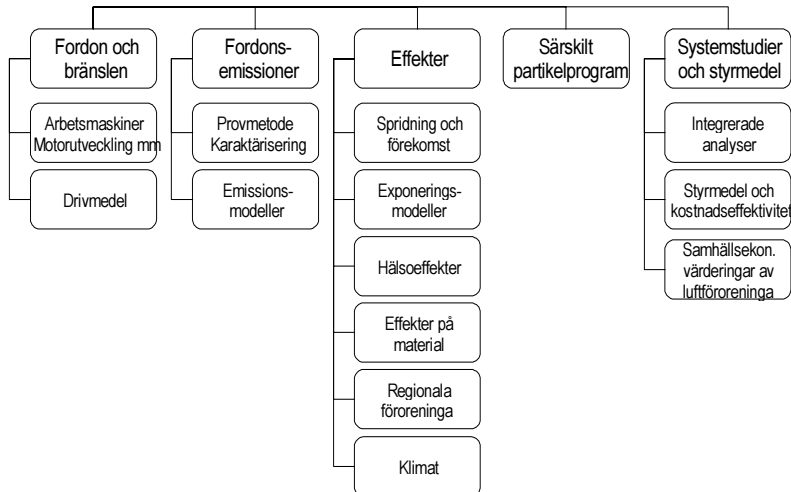 Fordon och
bränslen
Arbetsmaskiner
Motorutveckling mm
Drivmedel
Fordons-
emissioner
Provmetode
Karaktärisering
Emissions-
modeller
Effekter
Spridning och
förekomst
Exponerings-
modeller
Hälsoeffekter
Effekter på
material
Regionala
föroreninga
Klimat
Särskilt
partikelprogram
Systemstudier
och styrmedel
Integrerade
analyser
Styrmedel och
kostnadseffektivitet
Samhällsekon.
värderingar av
luftföroreninga